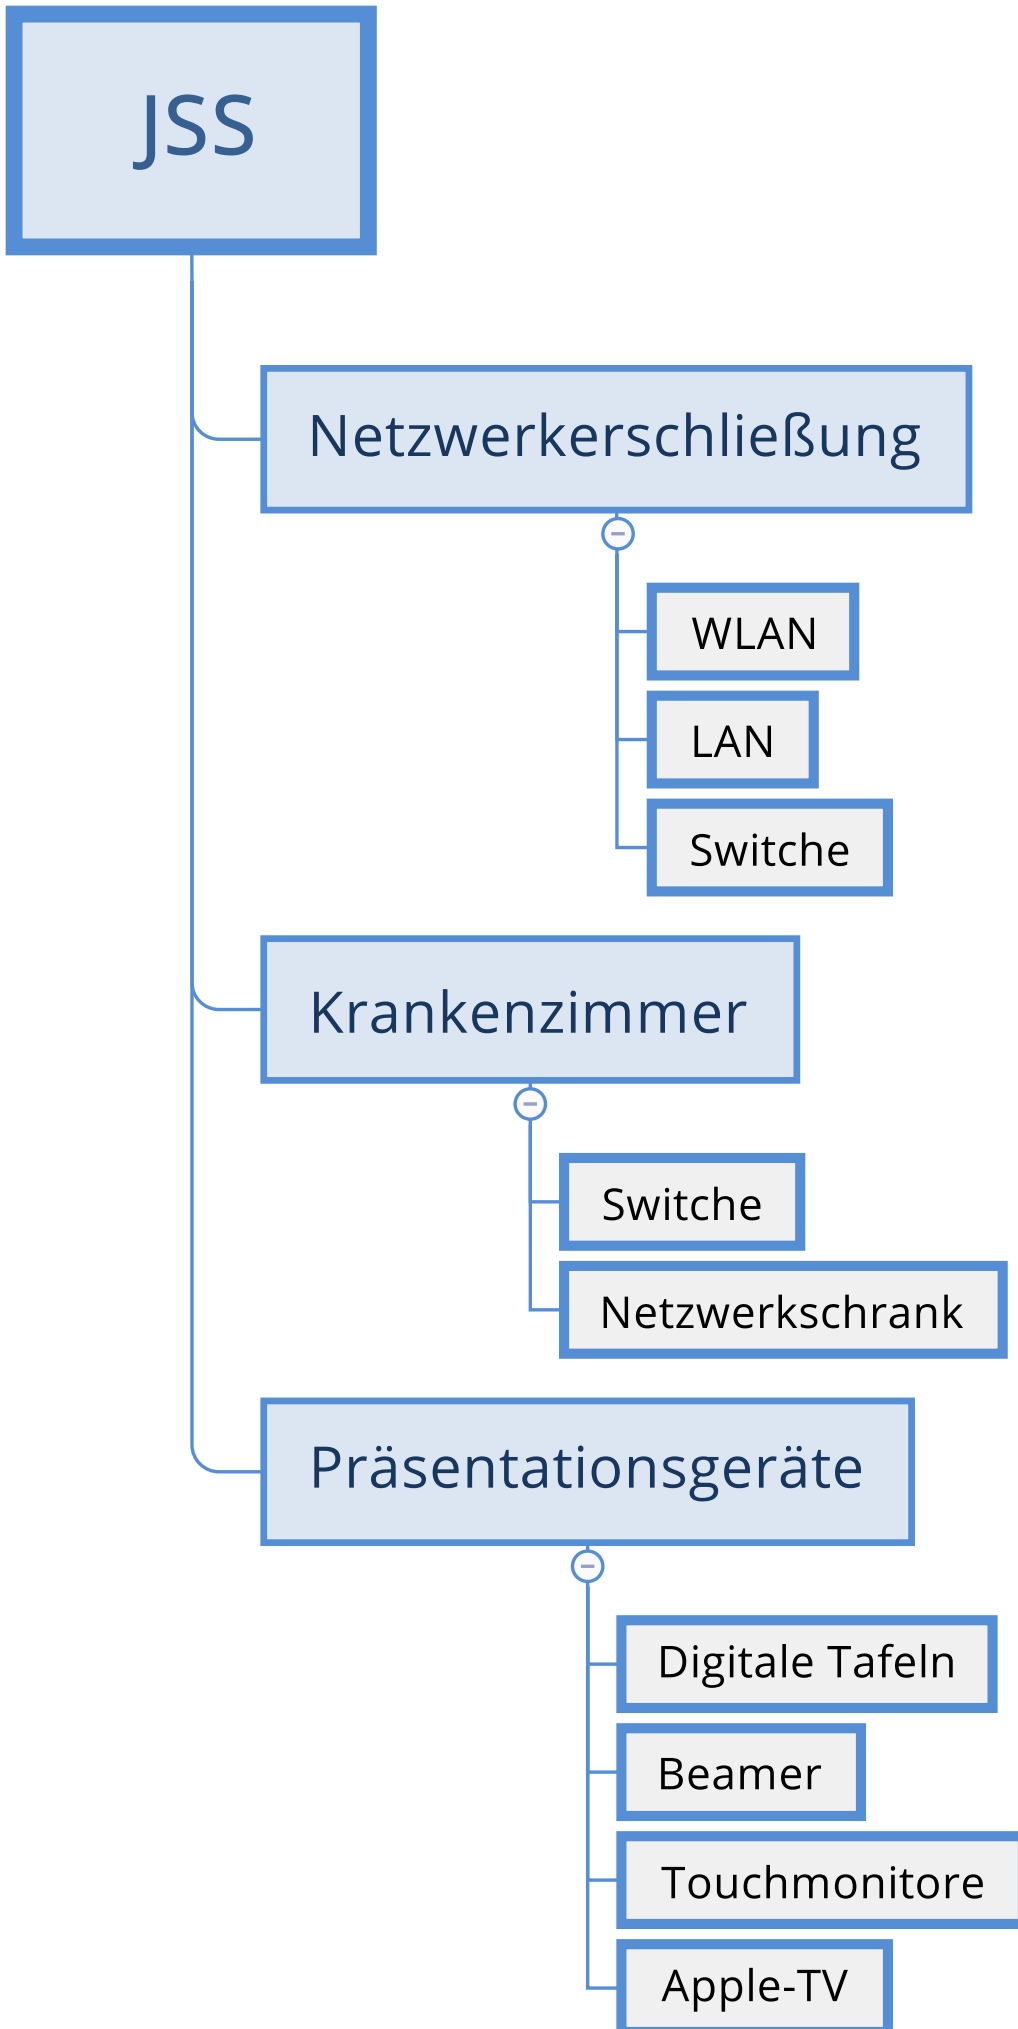 JSS
Netzwerkerschließung
WLAN
LAN
Switche
Krankenzimmer
Switche
Netzwerkschrank
Präsentationsgeräte
Digitale Tafeln
Beamer
Touchmonitore
Apple-TV